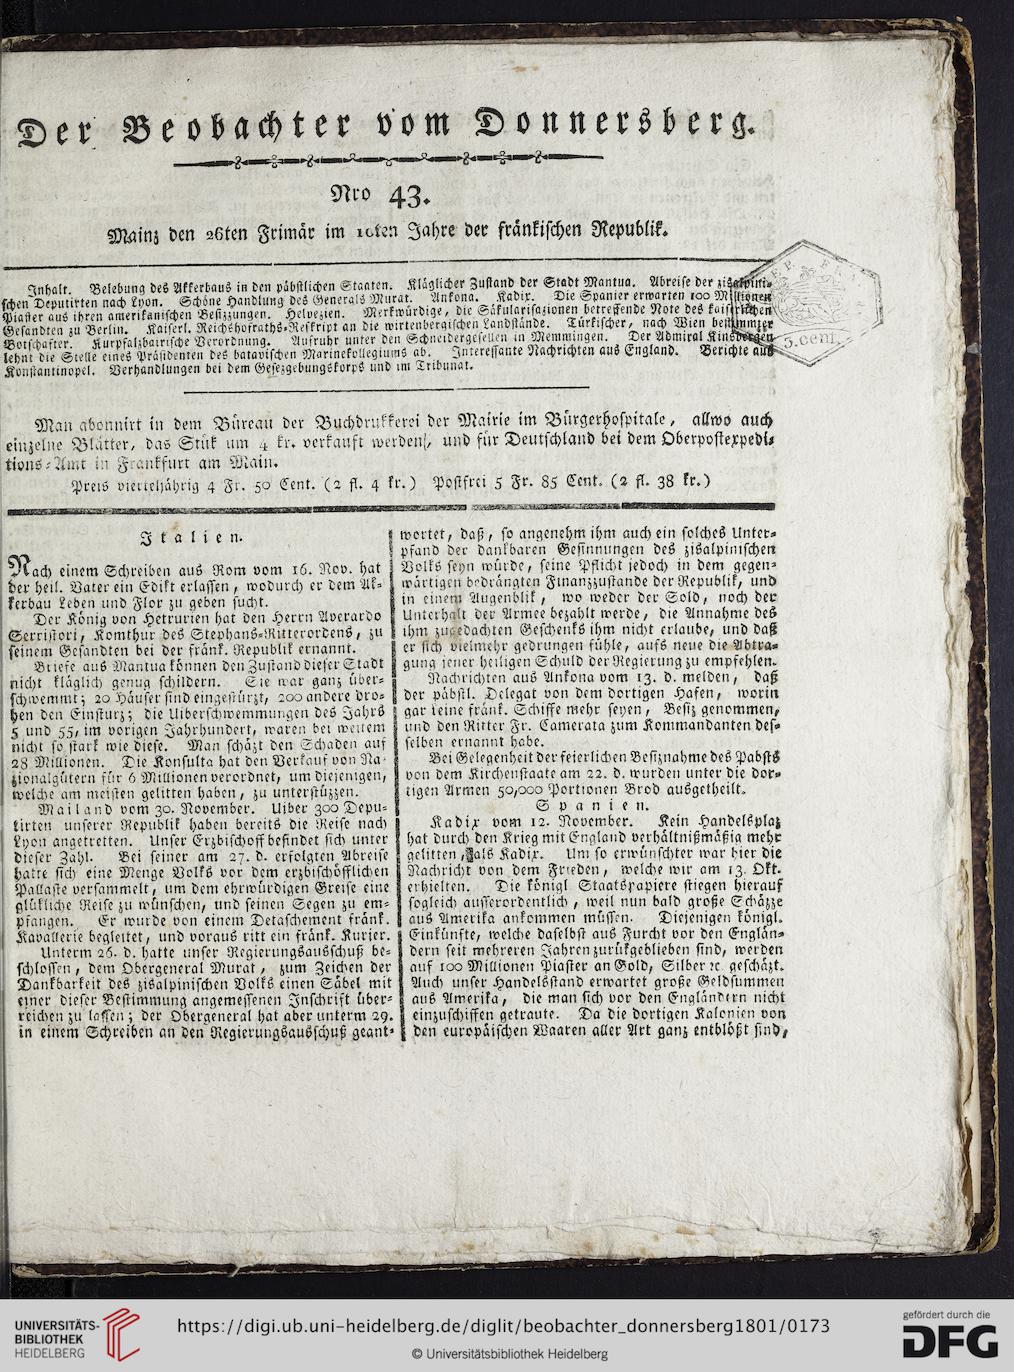 Der Beobachter vom Donnersberg.
Nro 43.
Mainz den 26ten Frimär im 10ten Jahre der fränkischen Republik.
Inhalt. Belebung des Akkerbaus in den päbstlichen Staaten. Kläglicher Zustand der Stadt Mantua. Abreise der zisalpini-
schen Deputirten nach Lyon. Schöne Handlung des Generals Murat. Ankona. Kadix. Die Spanier erwarten 100 Millionen
Piaster aus ihren amerikanischen Besizzungen. Helvezien. Merkwürdige, die Säkularisazionen betreffende Note des kaiserlichen
Gesandten zu Berlin. Kaiserl. Reichshofraths-Reskript an die wirtenbergischen Landstände. Türkischer, nach Wien bestimmter
Botschafter. Kurpfalzbairische Verordnung. Aufruhr unter den Schneidergesellen in Memmingen. Der Admiral Kinsbergen
lehnt die Stelle eines Präsidenten des batavischen Marinekollegiums ab. Interessante Nachrichten aus England. Berichte aus
Konstantinopel. Verhandlungen bei dem Gesezgebungskorps und im Tribunat.
3. cent.
Man abonnirt in dem Büreau der Buchdrukkerei der Mairie im Bürgerhospitale, allwo auch
einzelne Blätter, das Stük um 4 kr. verkauft werden, und für Deutschland bei dem Oberpostexpedi-
tions-Amt in Frankfurt am Main.
Preis vierteljährig 4 Fr. 50 Cent. (2 fl. 4 kr.) Postfrei 5 Fr. 85 Cent. (2 fl. 38 kr.)
Italien.
Nach einem Schreiben aus Rom vom 16. Nov. hat
der heil. Vater ein Edikt erlassen, wodurch er dem Ak-
kerbau Leben und Flor zu geben sucht.
Der König von Hetrurien hat den Herrn Averardo
Serristori, Komthur des Stephans-Ritterordens, zu
seinem Gesandten bei der fränk. Republik ernannt.
Briefe aus Mantua können den Zustand dieser Stadt
nicht kläglich genug schildern. Sie war ganz über-
schwemmt; 20 Häuser sind eingestürzt, 200 andere dro-
hen den Einsturz; die Uiberschwemmungen des Jahrs
5 und 55, im vorigen Jahrhundert, waren bei weitem
nicht so stark wie diese. Man schäzt den Schaden auf
28 Millionen. Die Konsulta hat den Verkauf von Na-
zionalgütern für 6 Millionen verordnet, um diejenigen,
welche am meisten gelitten haben, zu unterstüzzen.
Mailand vom 30. November. Uiber 300 Depu-
tirten unserer Republik haben bereits die Reise nach
Lyon angetretten. Unser Erzbischoff befindet sich unter
dieser Zahl. Bei seiner am 27. d. erfolgten Abreise
hatte sich eine Menge Volks vor dem erzbischöfflichen
Pallaste versammelt, um dem ehrwürdigen Greise eine
glükliche Reise zu wünschen, und seinen Segen zu em-
pfangen. Er wurde von einem Detaschement fränk.
Kavallerie begleitet, und voraus ritt ein fränk. Kurier.
Unterm 26. d. hatte unser Regierungsausschuß be-
schlossen, dem Obergeneral Murat, zum Zeichen der
Dankbarkeit des zisalpinischen Volks einen Säbel mit
einer dieser Bestimmung angemessenen Inschrift über-
reichen zu lassen; der Obergeneral hat aber unterm 29.
in einem Schreiben an den Regierungsausschuß geant-
wortet, daß, so angenehm ihm auch ein solches Unter-
pfand der dankbaren Gesinnungen des zisalpinischen
Volks seyn würde, seine Pflicht jedoch in dem gegen-
wärtigen bedrängten Finanzzustande der Republik, und
in einem Augenblik, wo weder der Sold, noch der
Unterhalt der Armee bezahlt werde, die Annahme des
ihm zugedachten Geschenks ihm nicht erlaube, und daß
er sich vielmehr gedrungen fühle, aufs neue die Abtra-
gung jener heiligen Schuld der Regierung zu empfehlen.
Nachrichten aus Ankona vom 13. d. melden, daß
der päbstl. Delegat von dem dortigen Hafen, worin
gar keine fränk. Schiffe mehr seyen, Besiz genommen,
und den Ritter Fr. Camerata zum Kommandanten des-
selben ernannt habe.
Bei Gelegenheit der feierlichen Besiznahme des Pabsts
von dem Kirchenstaate am 22. d. wurden unter die dor-
tigen Armen 50,000 Portionen Brod ausgetheilt.
Spanien.
Kadix vom 12. November. Kein Handelsplaz
hat durch den Krieg mit England verhältnißmäßig mehr
gelitten, als Kadix. Um so erwünschter war hier die
Nachricht von dem Frieden, welche wir am 13. Okt.
erhielten. Die königl Staatspapiere stiegen hierauf
sogleich ausserordentlich, weil nun bald große Schäzze
aus Amerika ankommen müssen. Diejenigen königl.
Einkünfte, welche daselbst aus Furcht vor den Englän-
dern seit mehreren Jahren zurükgeblieben sind, werden
auf 100 Millionen Piaster an Gold, Silber ꝛc. geschäzt.
Auch unser Handelsstand erwartet große Geldsummen
aus Amerika, die man sich vor den Engländern nicht
einzuschiffen getraute. Da die dortigen Kalonien von
den europäischen Waaren aller Art ganz entblößt sind,
UNIVERSITÄTS-
BIBLIOTHEK
HEIDELBERG
https://digi.ub.uni-heidelberg.de/diglit/beobachter_donnersberg1801/0173
© Universitätsbibliothek Heidelberg
gefördert durch die
DFG